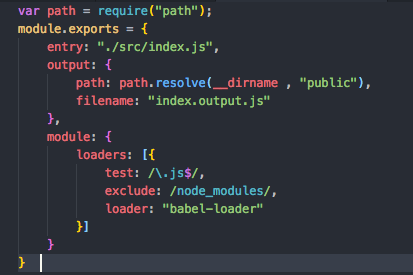 var path = require("path");
module.exports = {
    entry: "./src/index.js",
    output: {
        path: path.resolve(__dirname , "public"),
        filename: "index.output.js"
    },
    module: {
        loaders: [{
            test: /\.js$/,
            exclude: /node_modules/,
            loader: "babel-loader"
        }]
    }
}